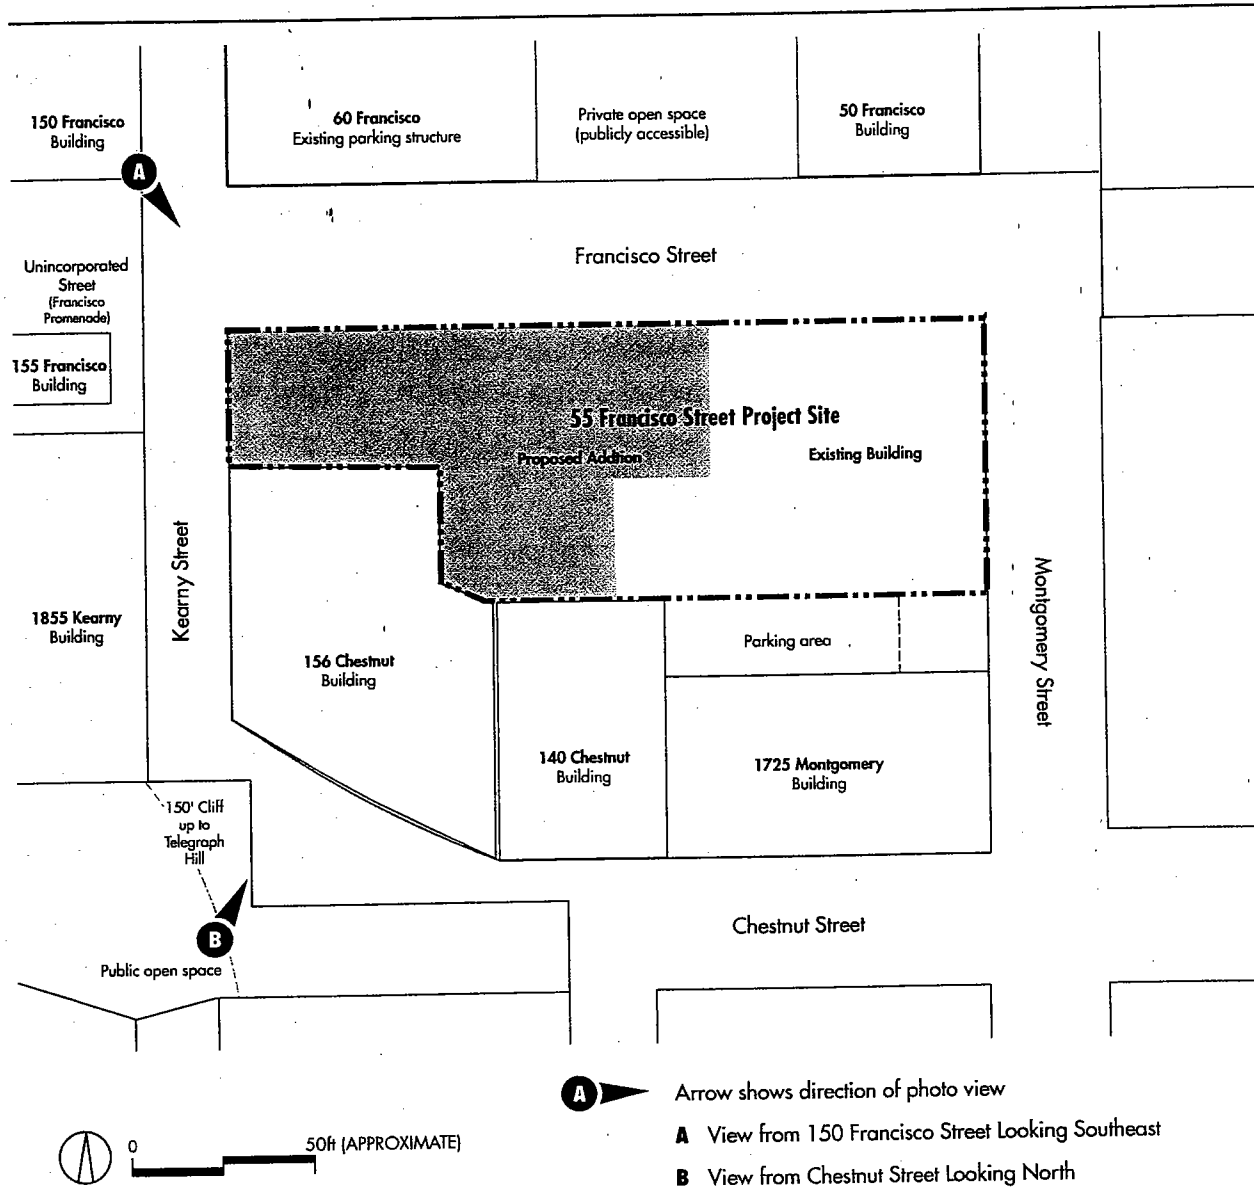 150 Francisco
Building
60 Francisco
Existing parking structure
Private open space
(publicly accessible)
50 Francisco
Building
A
Francisco Street
Unincorporated
Street
(Francisco
Promenade)
155 Francisco
Building
55 Francisco Street Project Site
Proposed Addition
Existing Building
Kearny Street
Montgomery Street
1855 Kearny
Building
156 Chestnut
Building
Parking area
140 Chestnut
Building
1725 Montgomery
Building
150' Cliff
up to
Telegraph
Hill
B
Chestnut Street
Public open space
A Arrow shows direction of photo view
A View from 150 Francisco Street Looking Southeast
B View from Chestnut Street Looking North
0 50ft (APPROXIMATE)